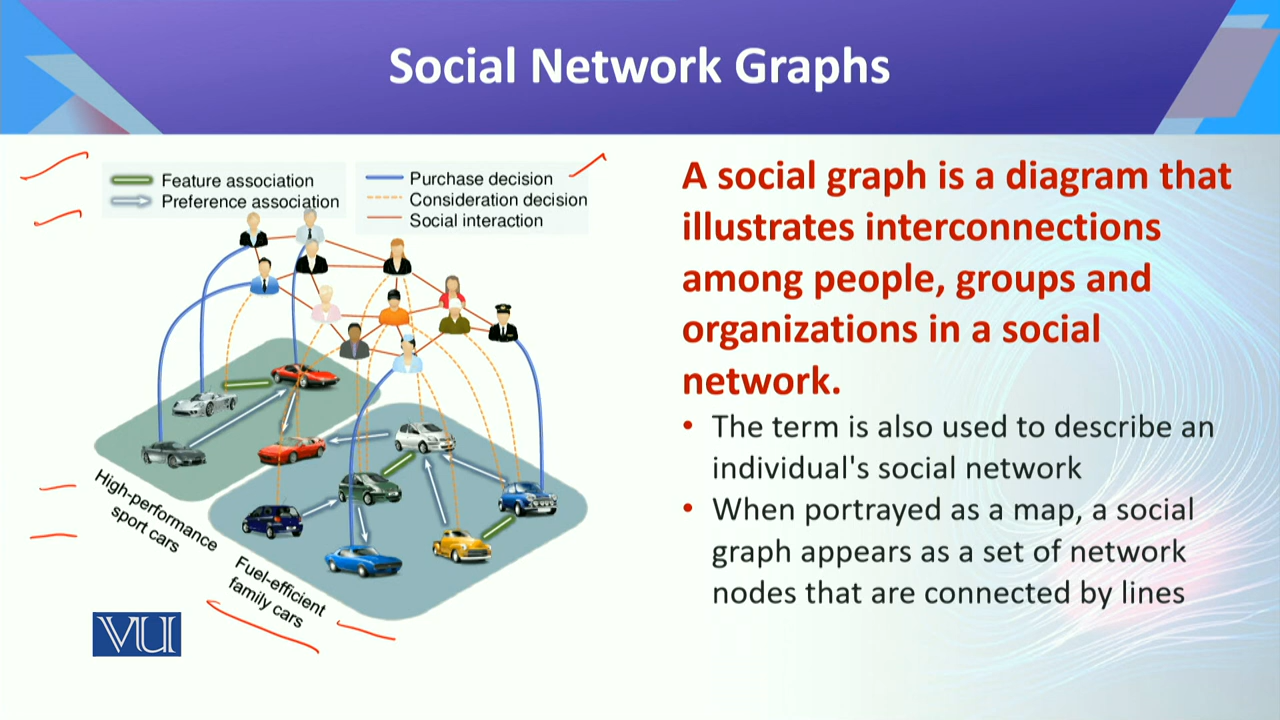 Social Network Graphs
Feature association
Preference association
Purchase decision
Consideration decision
Social interaction
High-performance
sport cars
Fuel-efficient
family cars
VU
A social graph is a diagram that
illustrates interconnections
among people, groups and
organizations in a social
network.
• The term is also used to describe an
individual's social network
• When portrayed as a map, a social
graph appears as a set of network
nodes that are connected by lines